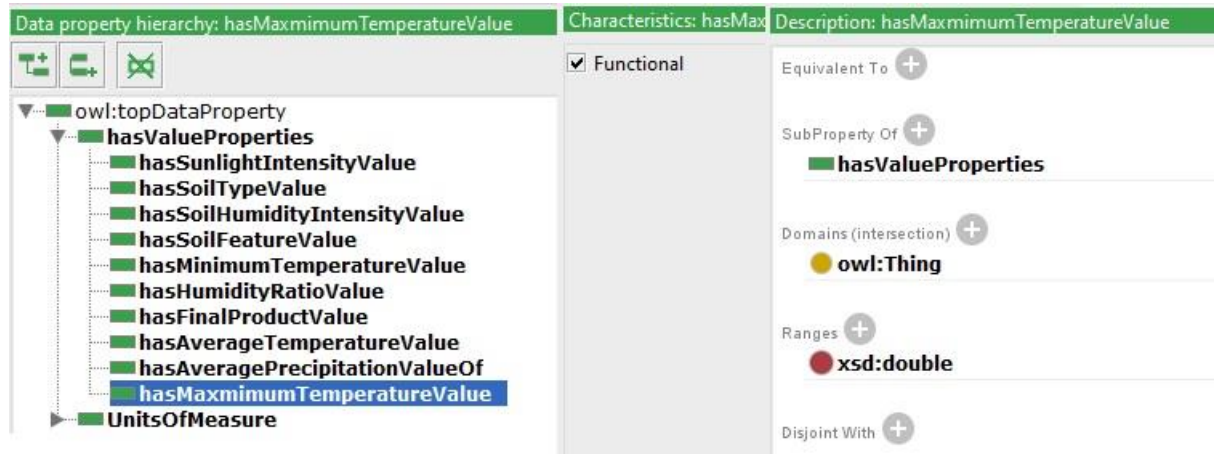 Data property hierarchy: hasMaxmimumTemperatureValue
owl:topDataProperty
hasValueProperties
hasSunlightIntensityValue
hasSoilTypeValue
hasSoilHumidityIntensityValue
hasSoilFeatureValue
hasMinimumTemperatureValue
hasHumidityRatioValue
hasFinalProductValue
hasAverageTemperatureValue
hasAveragePrecipitationValueOf
hasMaxmimumTemperatureValue
UnitsOfMeasure
Characteristics: hasMax
Functional
Description: hasMaxmimumTemperatureValue
Equivalent To
SubProperty Of
hasValueProperties
Domains (intersection)
owl:Thing
Ranges
xsd:double
Disjoint With